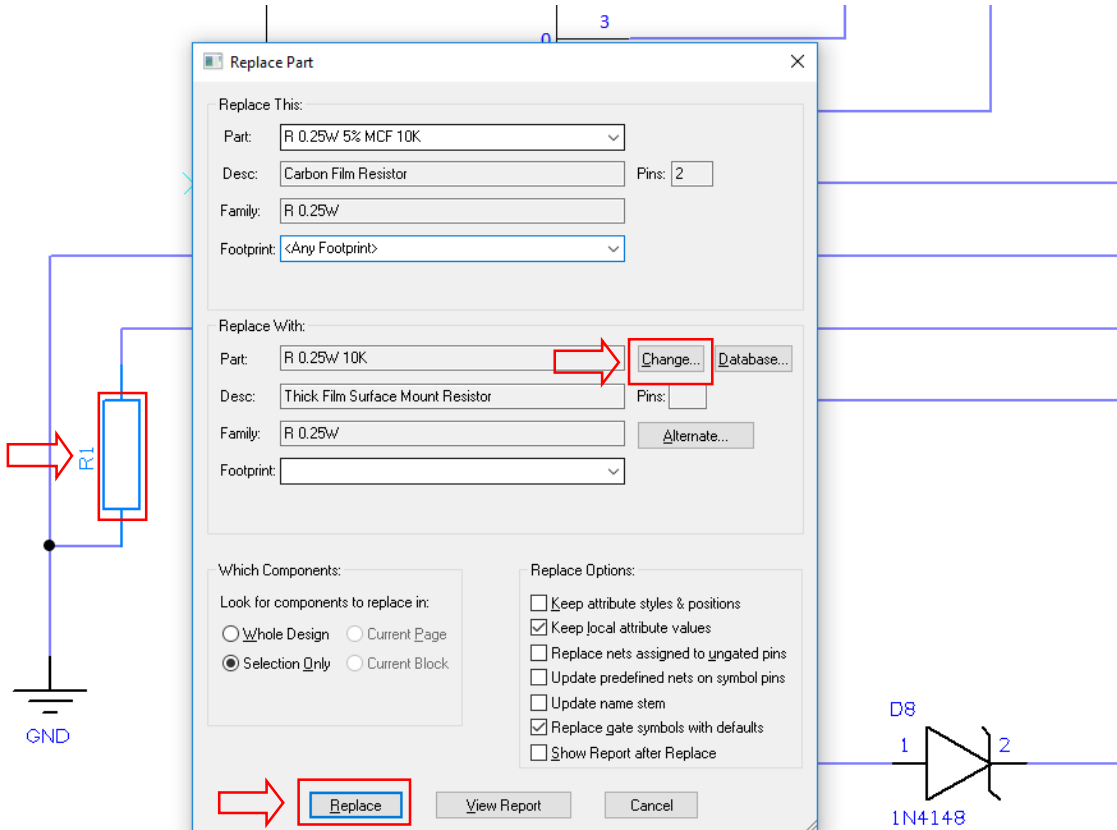 3
0
Replace Part
Replace This:
Part: R 0.25W 5% MCF 10K
Desc: Carbon Film Resistor Pins: 2
Family: R 0.25W
Footprint: <Any Footprint>
Replace With:
Part: R 0.25W 10K Change... Database...
Desc: Thick Film Surface Mount Resistor Pins:
Family: R 0.25W Alternate...
Footprint:
R1
Which Components:
Look for components to replace in:
Whole Design Current Page
Selection Only Current Block
Replace Options:
Keep attribute styles & positions
Keep local attribute values
Replace nets assigned to ungated pins
Update predefined nets on symbol pins
Update name stem
Replace gate symbols with defaults
Show Report after Replace
GND
D8
1 2
1N4148
Replace View Report Cancel